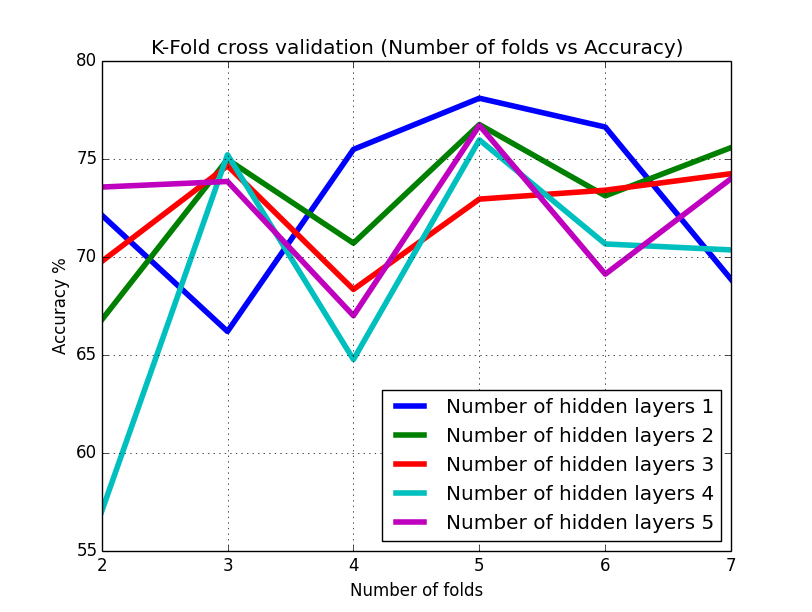 K-Fold cross validation (Number of folds vs Accuracy)
80
75
70
65
60
55
Accuracy %
2 3 4 5 6 7
Number of folds
Number of hidden layers 1
Number of hidden layers 2
Number of hidden layers 3
Number of hidden layers 4
Number of hidden layers 5